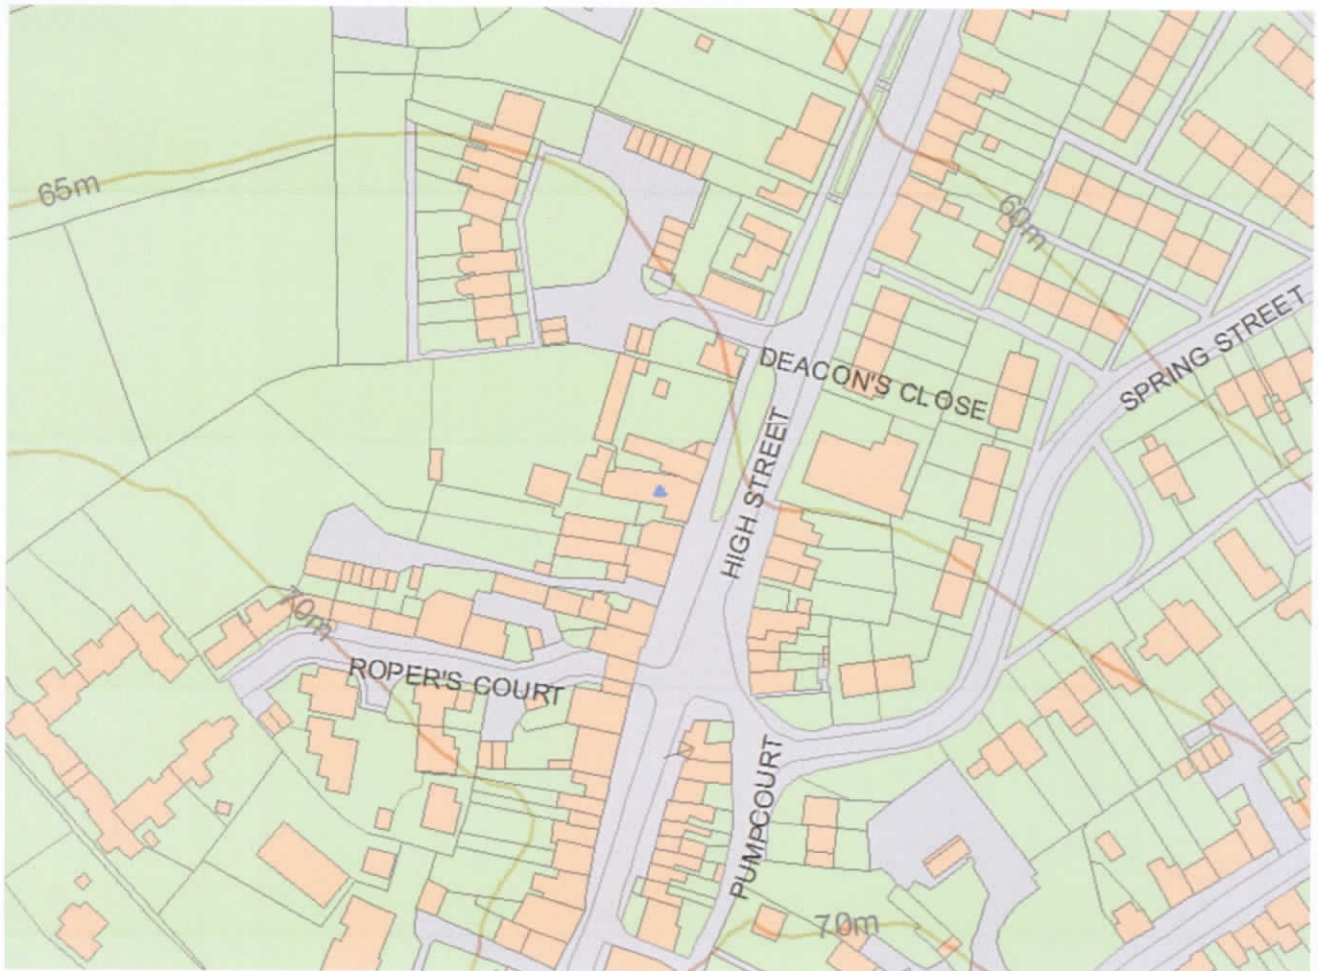 65m
60m
SPRING STREET
DEACON'S CLOSE
HIGH STREET
70m
ROPER'S COURT
PUMPCOURT
70m